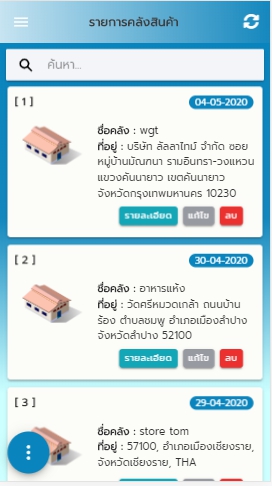 รายการคลังสินค้า
ค้นหา...
[ 1 ]
04-05-2020
ชื่อคลัง : wgt
ที่อยู่ : บริษัท ลัลลาไทม์ จำกัด ซอย
หมู่บ้านมัณฑนา รามอินทรา-วงแหวน
แขวงคันนายาว เขตคันนายาว
จังหวัดกรุงเทพมหานคร 10230
รายละเอียด แก้ไข ลบ
[ 2 ]
30-04-2020
ชื่อคลัง : อาหารแห้ง
ที่อยู่ : วัดศรีหมวดเกล้า ถนนบ้าน
ร้อง ตำบลชมพู อำเภอเมืองลำปาง
จังหวัดลำปาง 52100
รายละเอียด แก้ไข ลบ
[ 3 ]
29-04-2020
ชื่อคลัง : store tom
ที่อยู่ : 57100, อำเภอเมืองเชียงราย,
จังหวัดเชียงราย, THA